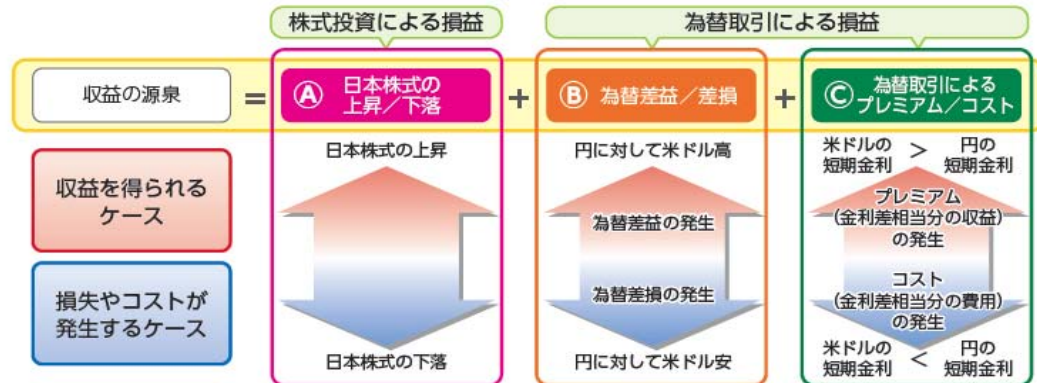 株式投資による損益
為替取引による損益
収益の源泉
=
Ⓐ 日本株式の
上昇／下落
+
Ⓑ 為替差益／差損
+
Ⓒ 為替取引による
プレミアム／コスト
収益を得られる
ケース
損失やコストが
発生するケース
日本株式の上昇
日本株式の下落
円に対して米ドル高
為替差益の発生
為替差損の発生
円に対して米ドル安
米ドルの 短期金利 ＞ 円の 短期金利
プレミアム
(金利差相当分の収益)
の発生
コスト
(金利差相当分の費用)
の発生
米ドルの 短期金利 ＜ 円の 短期金利